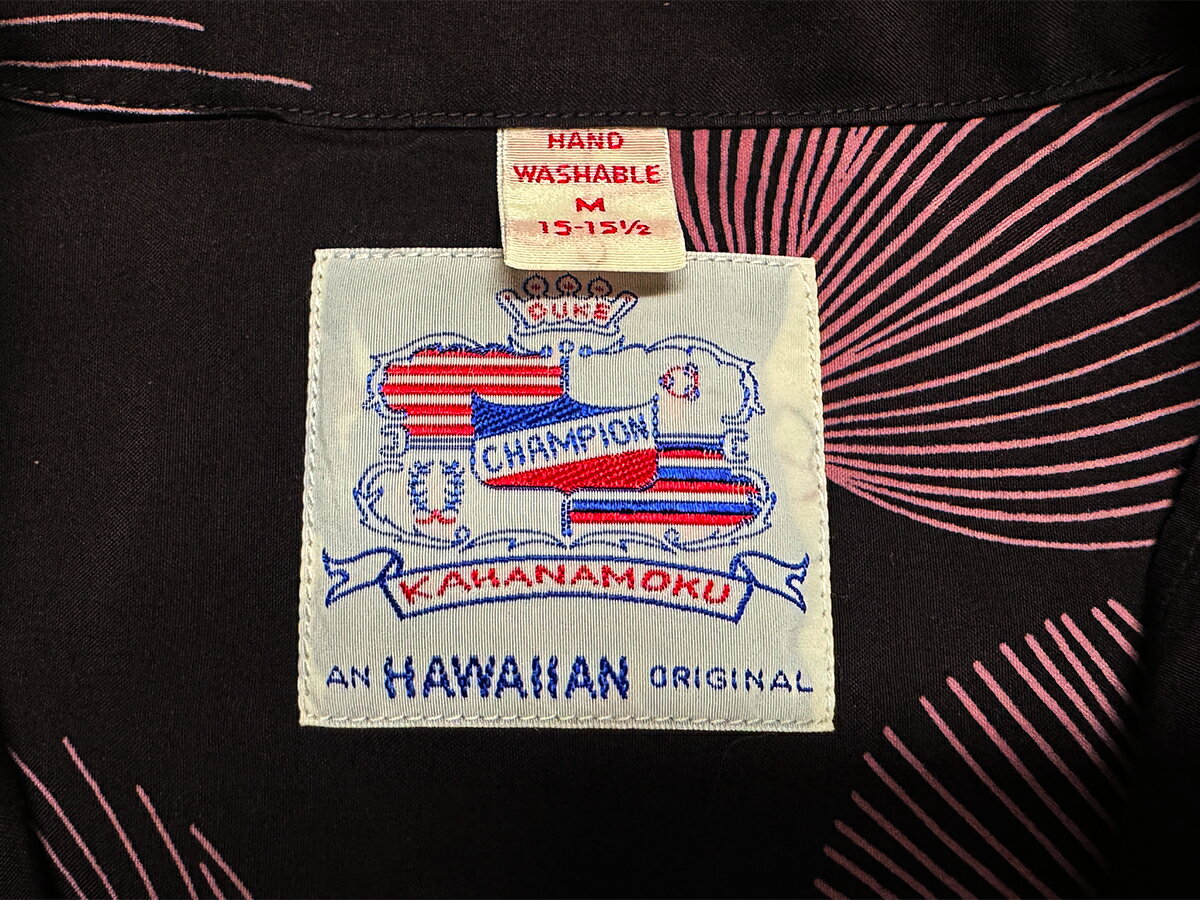 HAND
WASHABLE
M
15-15½
DUKE
CHAMPION
KAHANAMOKU
AN HAWAIIAN ORIGINAL